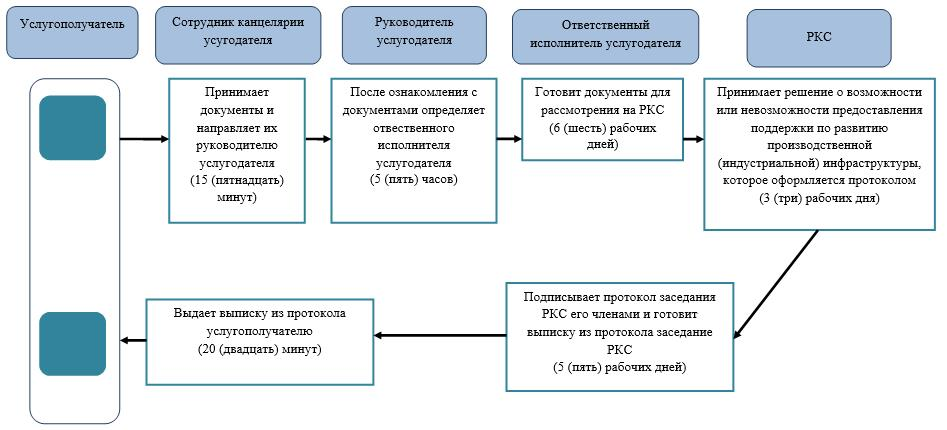 Услугополучатель
Сотрудник канцелярии
усугодателя
Руководитель
услугодателя
Ответственный
исполнитель услугодателя
РКС
Принимает
документы и
направляет их
руководителю
услугодателя
(15 (пятнадцать)
минут)
После ознакомления с
документами определяет
отвественного
исполнителя
услугодателя
(5 (пять) часов)
Готовит документы для
рассмотрения на РКС
(6 (шесть) рабочих
дней)
Принимает решение о возможности
или невозможности предоставления
поддержки по развитию
производственной
(индустриальной) инфраструктуры,
которое оформляется протоколом
(3 (три) рабочих дня)
Выдает выписку из протокола
услугополучателю
(20 (двадцать) минут)
Подписывает протокол заседания
РКС его членами и готовит
выписку из протокола заседание
РКС
(5 (пять) рабочих дней)